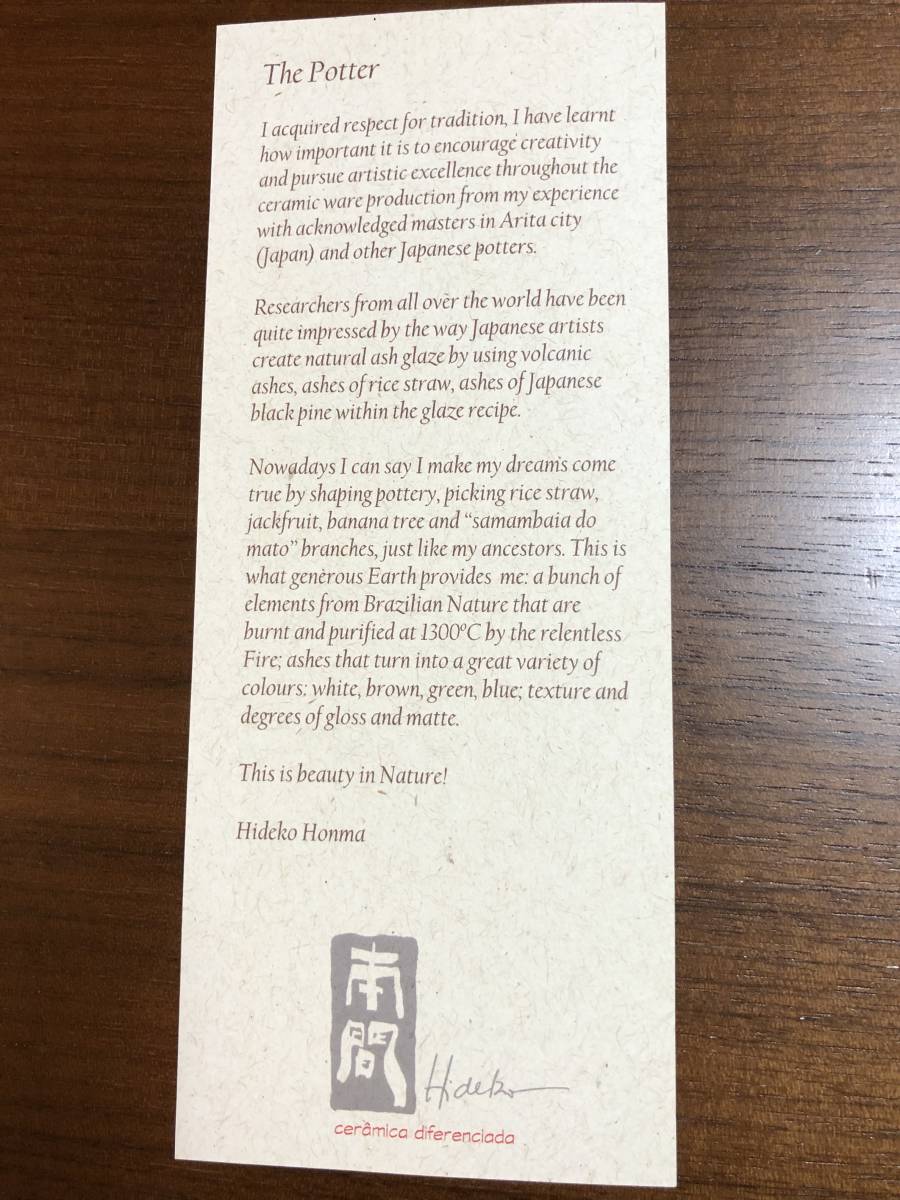 The Potter
I acquired respect for tradition, I have learnt
how important it is to encourage creativity
and pursue artistic excellence throughout the
ceramic ware production from my experience
with acknowledged masters in Arita city
(Japan) and other Japanese potters.
Researchers from all over the world have been
quite impressed by the way Japanese artists
create natural ash glaze by using volcanic
ashes, ashes of rice straw, ashes of Japanese
black pine within the glaze recipe.
Nowadays I can say I make my dreams come
true by shaping pottery, picking rice straw,
jackfruit, banana tree and “samambaia do
mato” branches, just like my ancestors. This is
what generous Earth provides me: a bunch of
elements from Brazilian Nature that are
burnt and purified at 1300ºC by the relentless
Fire; ashes that turn into a great variety of
colours: white, brown, green, blue; texture and
degrees of gloss and matte.
This is beauty in Nature!
Hideko Honma
本間
Hideko
cerâmica diferenciada